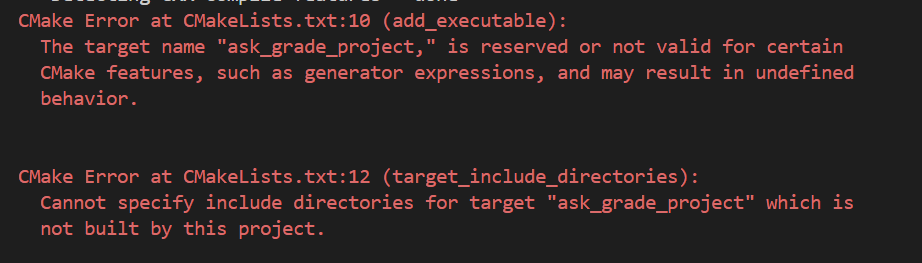 CMake Error at CMakeLists.txt:10 (add_executable):
The target name "ask_grade_project," is reserved or not valid for certain
CMake features, such as generator expressions, and may result in undefined
behavior.
CMake Error at CMakeLists.txt:12 (target_include_directories):
Cannot specify include directories for target "ask_grade_project" which is
not built by this project.